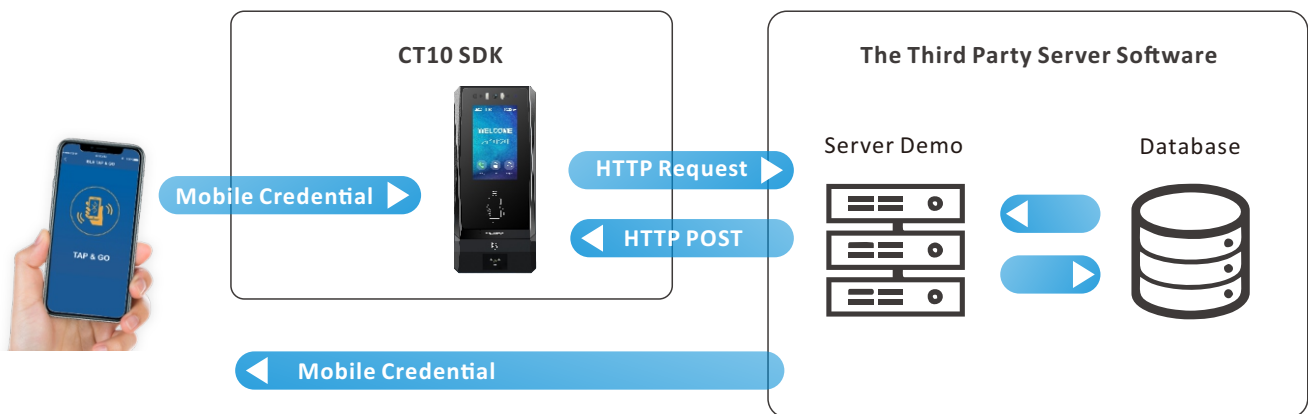 CT10 SDK
The Third Party Server Software
WELCOME
Server Demo
Database
HTTP Request
Mobile Credential
HTTP POST
TAP & GO
Mobile Credential